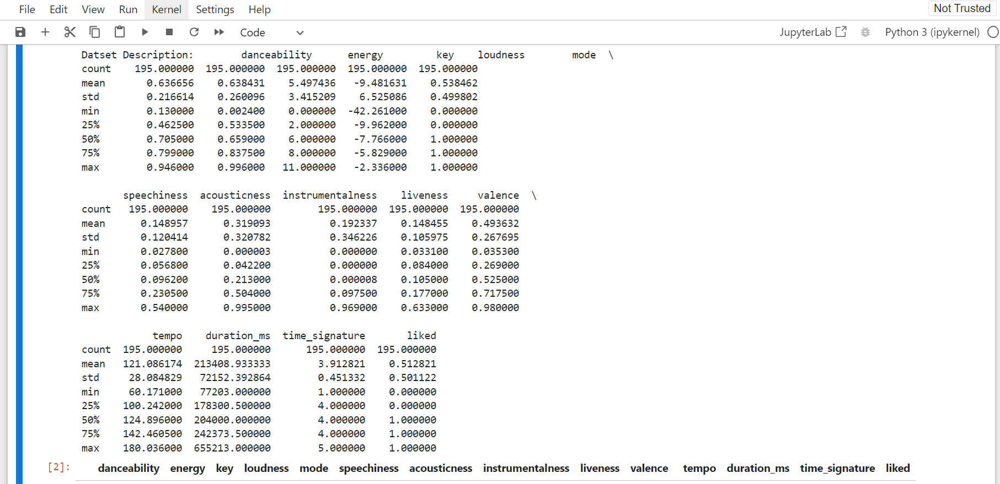 File Edit View Run Kernel Settings Help Not Trusted
Code JupyterLab Python 3 (ipykernel)
Datset Description: danceability energy key loudness mode \
count 195.000000 195.000000 195.000000 195.000000 195.000000
mean 0.636656 0.638431 5.497436 -9.481631 0.538462
std 0.216614 0.260096 3.415209 6.525086 0.499802
min 0.130000 0.002400 0.000000 -42.261000 0.000000
25% 0.462500 0.533500 2.000000 -9.962000 0.000000
50% 0.705000 0.659000 6.000000 -7.766000 1.000000
75% 0.799000 0.837500 8.000000 -5.829000 1.000000
max 0.946000 0.996000 11.000000 -2.336000 1.000000
speechiness acousticness instrumentalness liveness valence \
count 195.000000 195.000000 195.000000 195.000000 195.000000
mean 0.148957 0.319093 0.192337 0.148455 0.493632
std 0.120414 0.320782 0.346226 0.105975 0.267695
min 0.027800 0.000003 0.000000 0.033100 0.035300
25% 0.056800 0.042200 0.000000 0.084000 0.269000
50% 0.096200 0.213000 0.000008 0.105000 0.525000
75% 0.230500 0.504000 0.097500 0.177000 0.717500
max 0.540000 0.995000 0.969000 0.633000 0.980000
tempo duration_ms time_signature liked
count 195.000000 195.000000 195.000000 195.000000
mean 121.086174 213408.933333 3.912821 0.512821
std 28.084829 72152.392864 0.451332 0.501122
min 60.171000 77203.000000 1.000000 0.000000
25% 100.242000 178300.500000 4.000000 0.000000
50% 124.896000 204000.000000 4.000000 1.000000
75% 142.460500 242373.500000 4.000000 1.000000
max 180.036000 655213.000000 5.000000 1.000000
[2]: danceability energy key loudness mode speechiness acousticness instrumentalness liveness valence tempo duration_ms time_signature liked